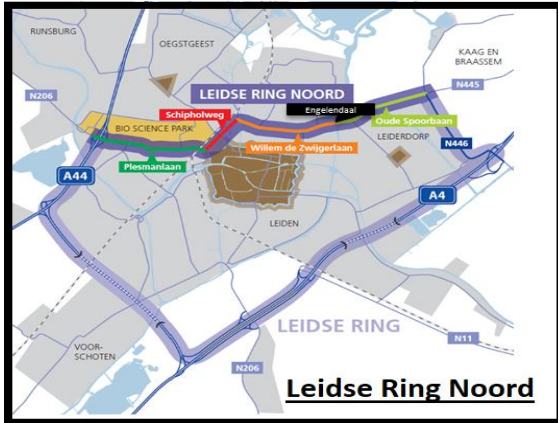 RIJNSBURG
OEGSTGEEST
KAAG EN
BRAASSEM
N206
LEIDSE RING NOORD
N445
Schipholweg
Engelendaal
BIO SCIENCE PARK
Oude Spoorbaan
LEIDERDORP
N446
Willem de Zwijgerlaan
Plesmanlaan
A44
A4
LEIDEN
LEIDSE RING
N11
VOOR-
SCHOTEN
N206
Leidse Ring Noord